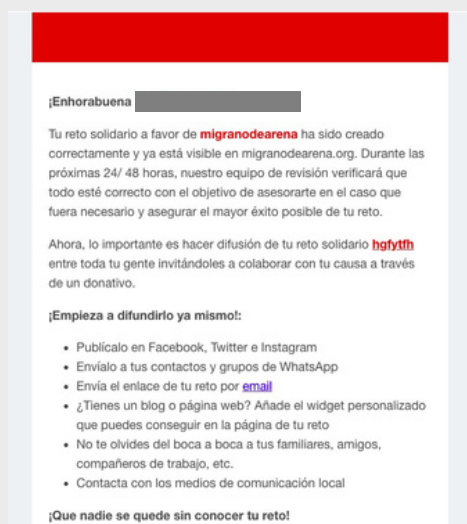 ¡Enhorabuena
Tu reto solidario a favor de migranodearena ha sido creado
correctamente y ya está visible en migranodearena.org. Durante las
próximas 24/ 48 horas, nuestro equipo de revisión verificará que
todo esté correcto con el objetivo de asesorarte en el caso que
fuera necesario y asegurar el mayor éxito posible de tu reto.
Ahora, lo importante es hacer difusión de tu reto solidario hgfytfh
entre toda tu gente invitándoles a colaborar con tu causa a través
de un donativo.
¡Empieza a difundirlo ya mismo!:
• Publícalo en Facebook, Twitter e Instagram
• Envíalo a tus contactos y grupos de WhatsApp
• Envía el enlace de tu reto por email
• ¿Tienes un blog o página web? Añade el widget personalizado
que puedes conseguir en la página de tu reto
• No te olvides del boca a boca a tus familiares, amigos,
compañeros de trabajo, etc.
• Contacta con los medios de comunicación local
¡Que nadie se quede sin conocer tu reto!